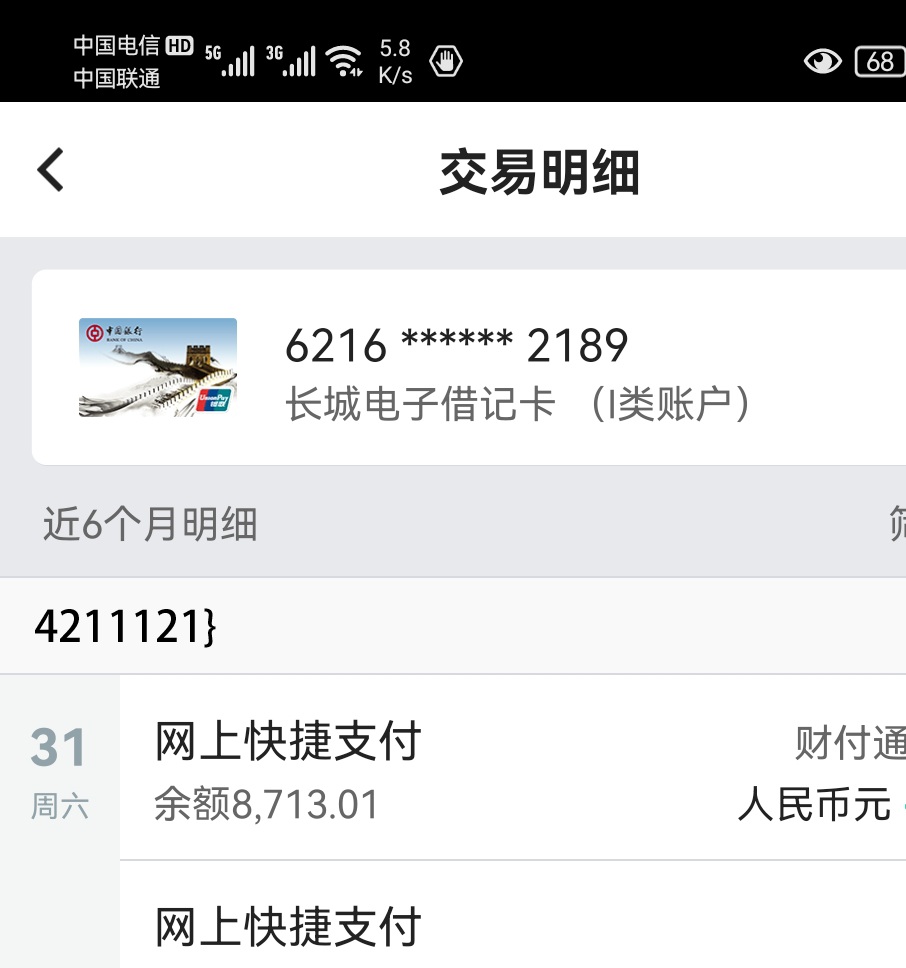 中国电信 HD 5G 3G 5.8 K/s 68
中国联通
交易明细
中国银行
BANK OF CHINA
UnionPay
银联
6216 ****** 2189
长城电子借记卡 （I类账户）
近6个月明细
4211121}
31 网上快捷支付 财付通
周六 余额8,713.01 人民币元
网上快捷支付